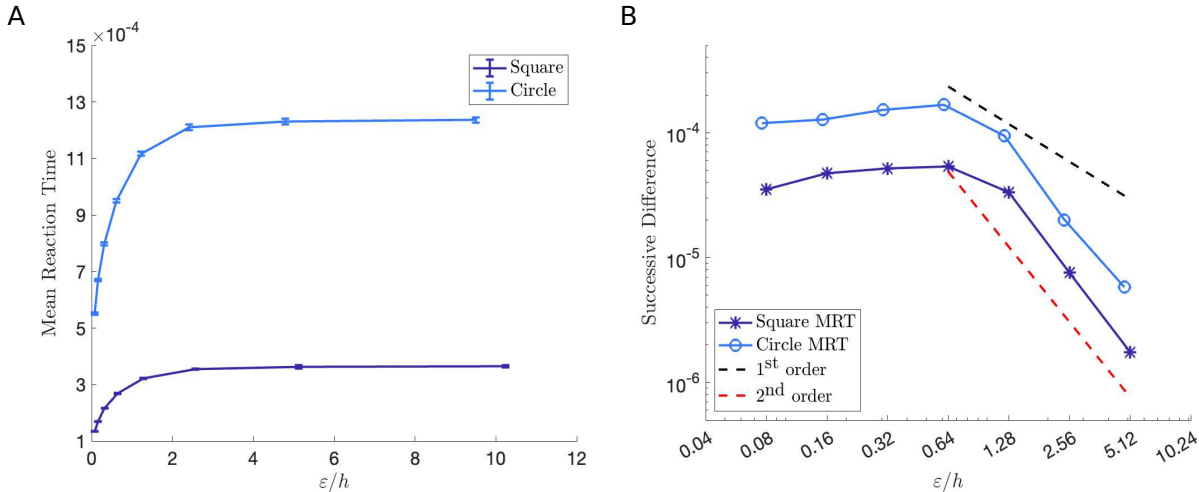 A
×10⁻⁴
15
13
11
9
7
5
3
1
Mean Reaction Time
0
2
4
6
8
10
12
ε/h
Square
Circle
B
10⁻⁴
10⁻⁵
10⁻⁶
Successive Difference
Square MRT
Circle MRT
1st order
2nd order
0.04
0.08
0.16
0.32
0.64
1.28
2.56
5.12
10.24
ε/h